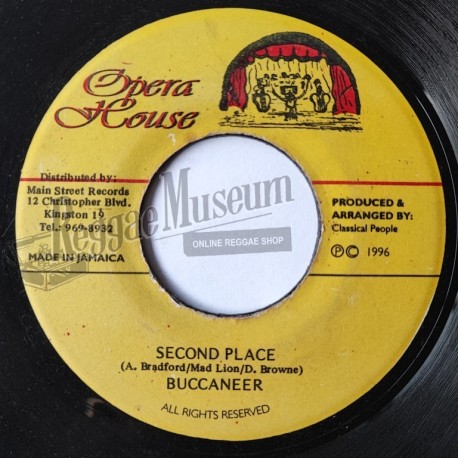 Opera
House
Distributed by:
Main Street Records
12 Christopher Blvd.
Kingston 19
Tel.: 969-8932
MADE IN JAMAICA
Reggae Museum
ONLINE REGGAE SHOP
PRODUCED &
ARRANGED BY:
Classical People
℗ © 1996
SECOND PLACE
(A. Bradford/Mad Lion/D. Browne)
BUCCANEER
ALL RIGHTS RESERVED